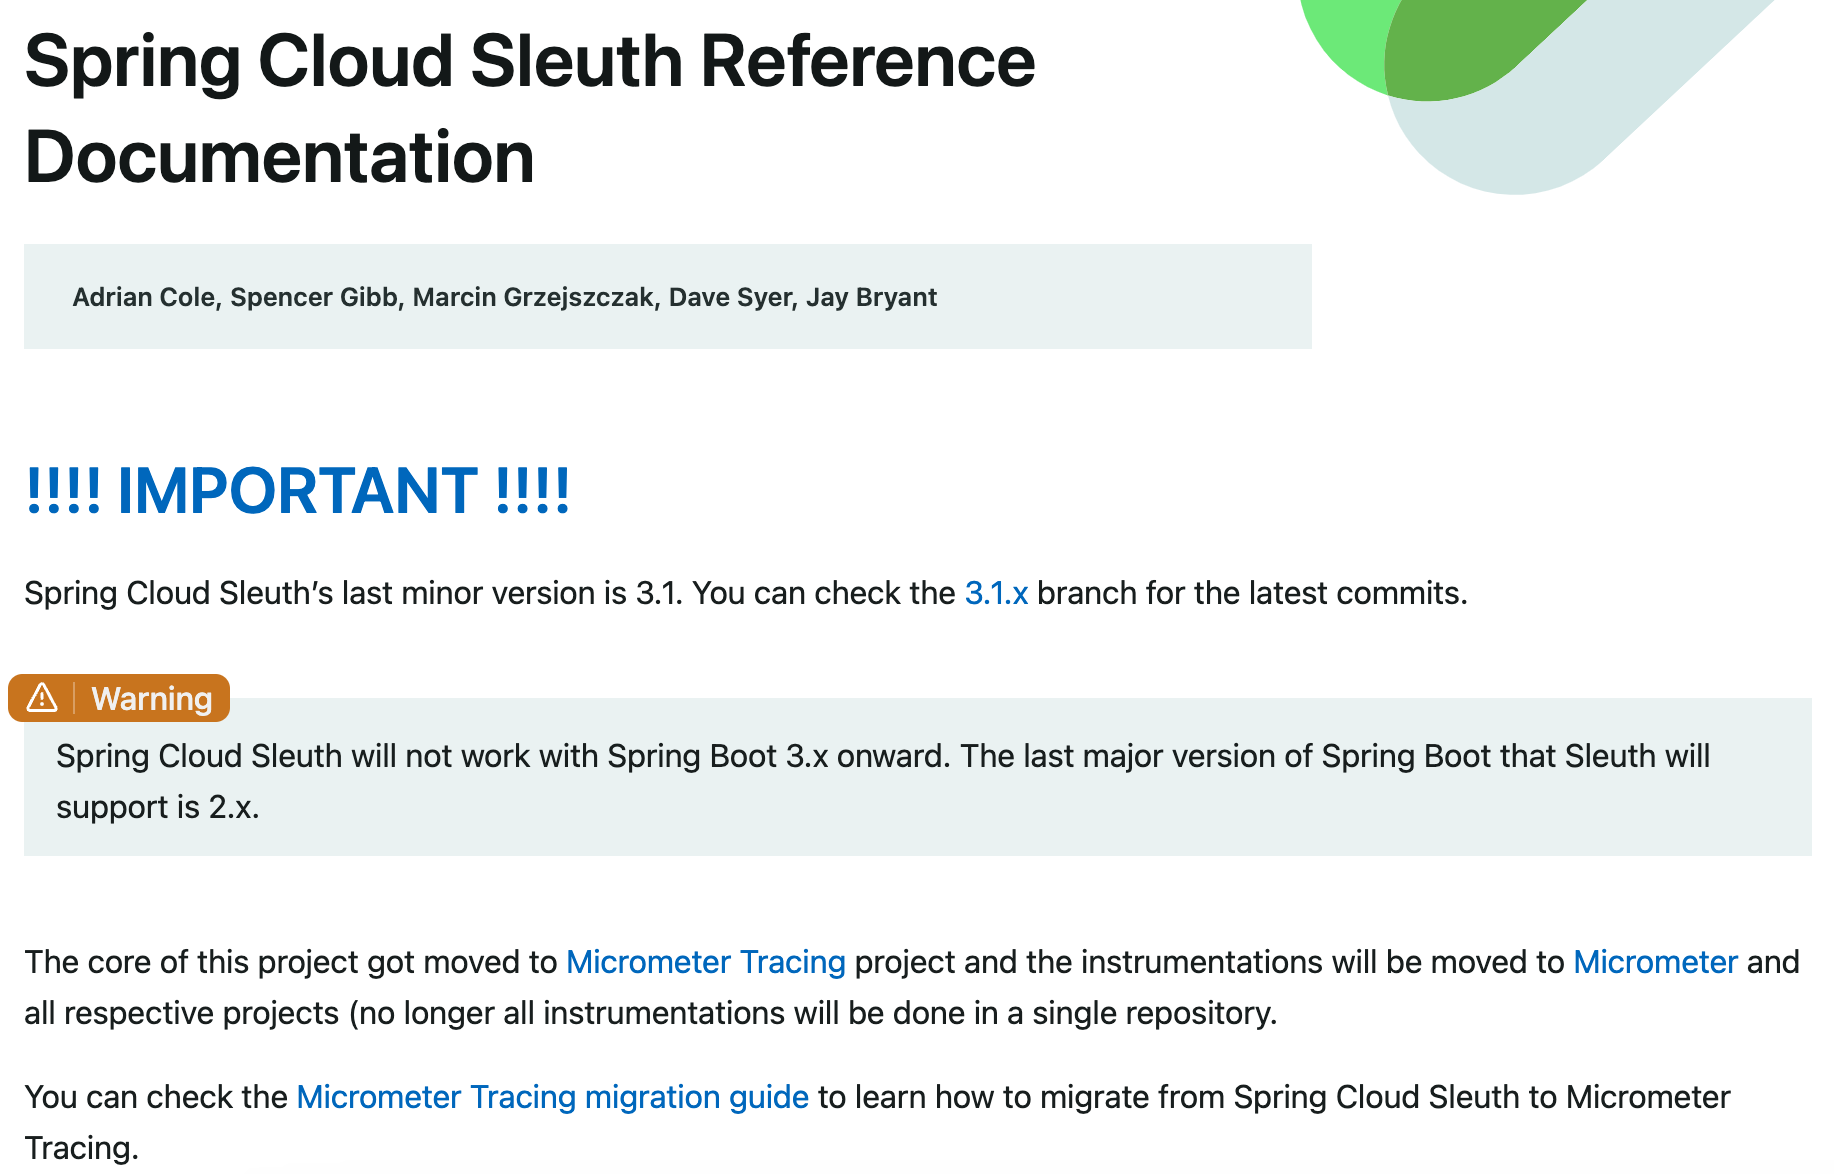 Spring Cloud Sleuth Reference
Documentation
Adrian Cole, Spencer Gibb, Marcin Grzejszczak, Dave Syer, Jay Bryant
!!!! IMPORTANT !!!!
Spring Cloud Sleuth’s last minor version is 3.1. You can check the 3.1.x branch for the latest commits.
Warning
Spring Cloud Sleuth will not work with Spring Boot 3.x onward. The last major version of Spring Boot that Sleuth will
support is 2.x.
The core of this project got moved to Micrometer Tracing project and the instrumentations will be moved to Micrometer and
all respective projects (no longer all instrumentations will be done in a single repository.
You can check the Micrometer Tracing migration guide to learn how to migrate from Spring Cloud Sleuth to Micrometer
Tracing.